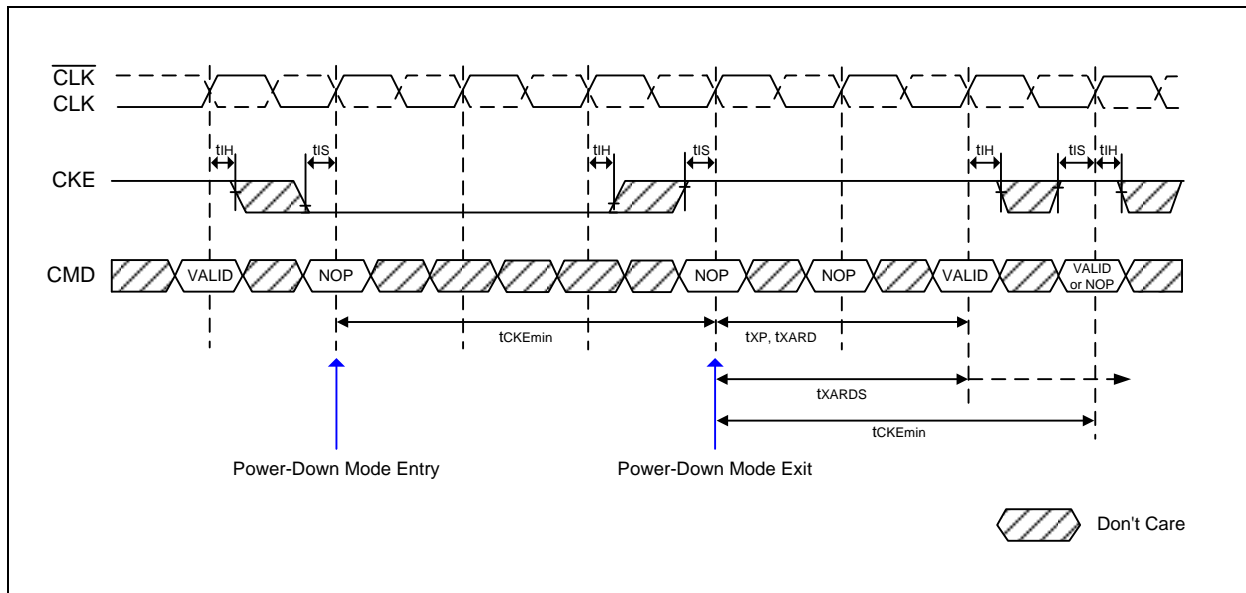 CLK
CLK
tIH
tIS
tIH
tIS
tIH
tIS
tIH
CKE
CMD
VALID
NOP
NOP
NOP
VALID
VALID
or NOP
tCKEmin
tXP, tXARD
tXARDS
tCKEmin
Power-Down Mode Entry
Power-Down Mode Exit
Don't Care